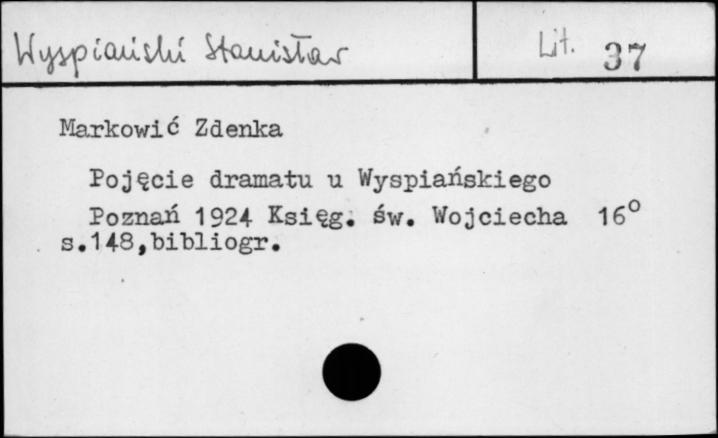 Wyspiański Stanisław
Lit. 37
Markowić Zdenka
Pojęcie dramatu u Wyspiańskiego
Poznań 1924 Księg. św. Wojciecha 16°
s.148,bibliogr.